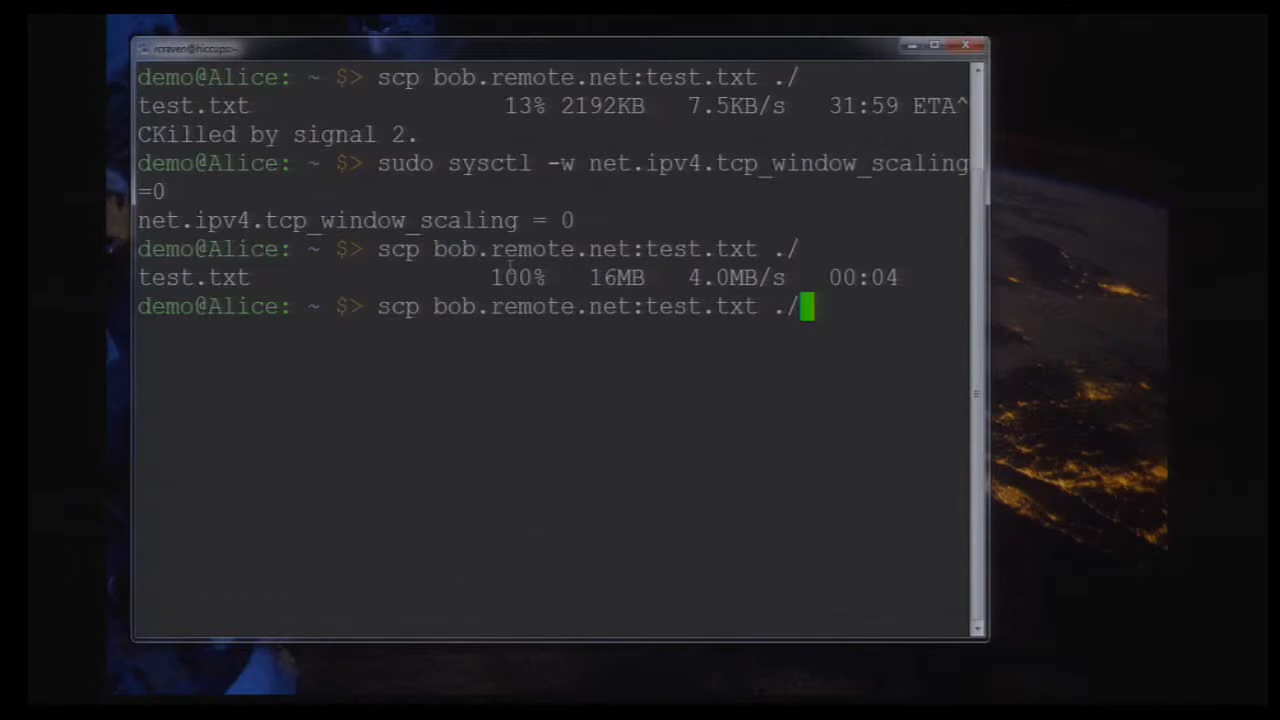 rcraven@hiccups:~
demo@Alice: ~ $> scp bob.remote.net:test.txt ./
test.txt 13% 2192KB 7.5KB/s 31:59 ETA^
CKilled by signal 2.
demo@Alice: ~ $> sudo sysctl -w net.ipv4.tcp_window_scaling
=0
net.ipv4.tcp_window_scaling = 0
demo@Alice: ~ $> scp bob.remote.net:test.txt ./
test.txt 100% 16MB 4.0MB/s 00:04
demo@Alice: ~ $> scp bob.remote.net:test.txt ./